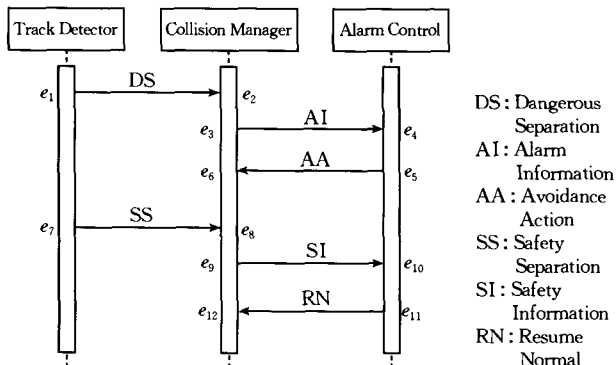 Track Detector
Collision Manager
Alarm Control
e₁ DS e₂
e₃ AI e₄
e₆ AA e₅
e₇ SS e₈
e₉ SI e₁₀
e₁₂ RN e₁₁
DS : Dangerous
Separation
AI : Alarm
Information
AA : Avoidance
Action
SS : Safety
Separation
SI : Safety
Information
RN : Resume
Normal